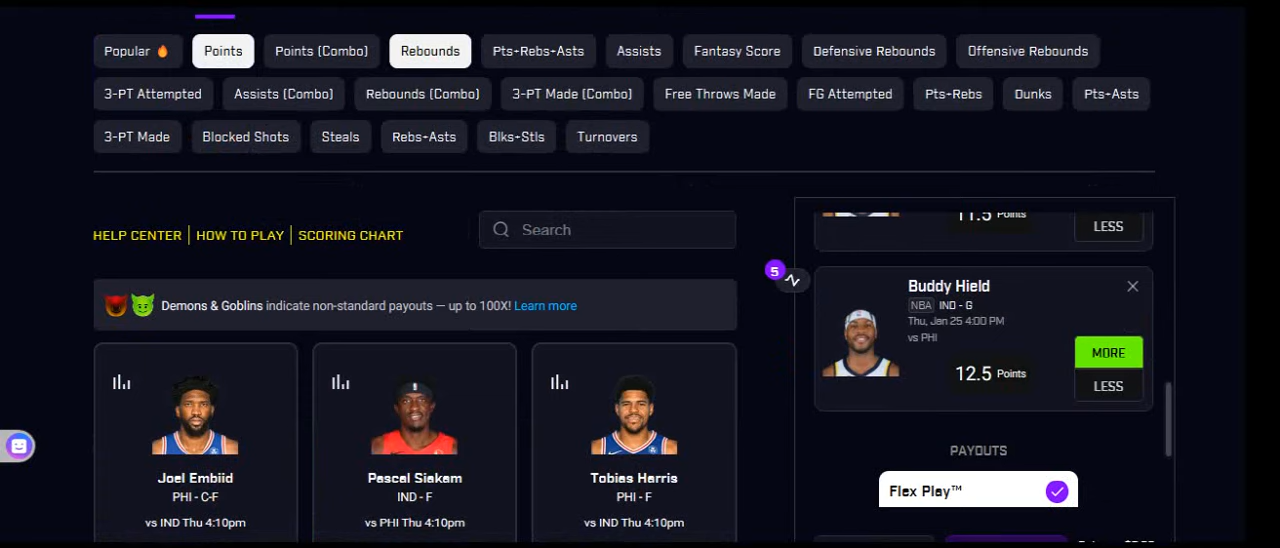 Popular Points Points (Combo) Rebounds Pts+Rebs+Asts Assists Fantasy Score Defensive Rebounds Offensive Rebounds
3-PT Attempted Assists (Combo) Rebounds (Combo) 3-PT Made (Combo) Free Throws Made FG Attempted Pts+Rebs Dunks Pts+Asts
3-PT Made Blocked Shots Steals Rebs+Asts Blks+Stls Turnovers
HELP CENTER HOW TO PLAY SCORING CHART
Search
Demons & Goblins indicate non-standard payouts — up to 100X! Learn more
Joel Embiid
PHI - C-F
vs IND Thu 4:10pm
Pascal Siakam
IND - F
vs PHI Thu 4:10pm
Tobias Harris
PHI - F
vs IND Thu 4:10pm
11.5 Points
LESS
5
Buddy Hield
NBA IND - G
Thu, Jan 25 4:00 PM
vs PHI
12.5 Points
MORE
LESS
PAYOUTS
Flex Play™